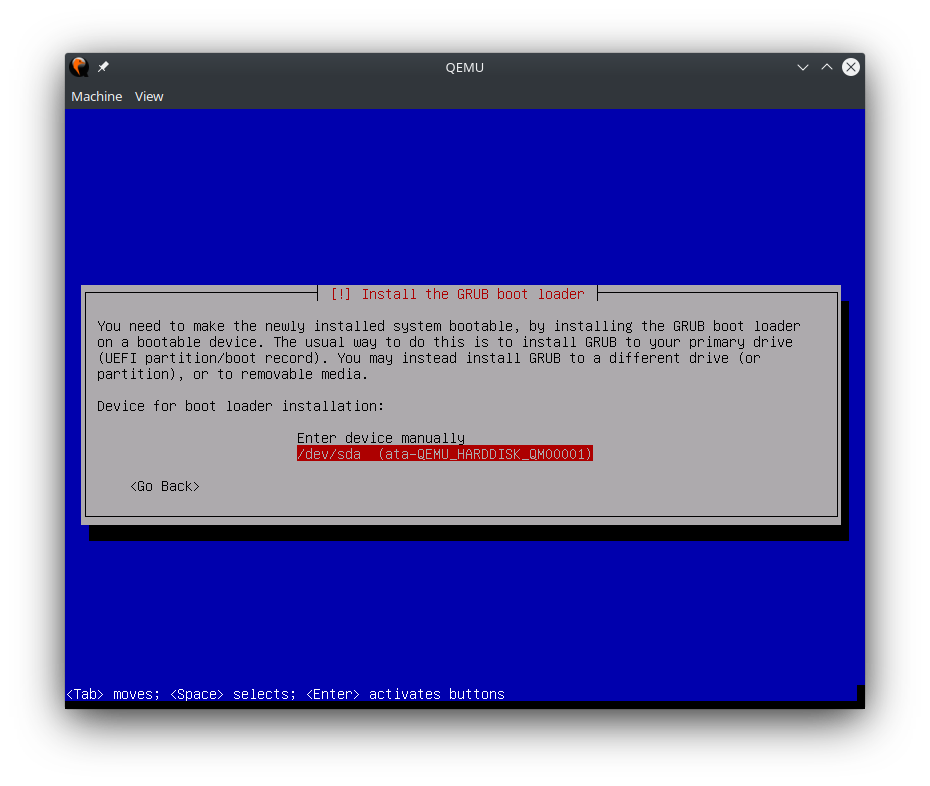 QEMU
Machine View
[!] Install the GRUB boot loader
You need to make the newly installed system bootable, by installing the GRUB boot loader
on a bootable device. The usual way to do this is to install GRUB to your primary drive
(UEFI partition/boot record). You may instead install GRUB to a different drive (or
partition), or to removable media.
Device for boot loader installation:
Enter device manually
/dev/sda (ata-QEMU_HARDDISK_QM00001)
<Go Back>
<Tab> moves; <Space> selects; <Enter> activates buttons